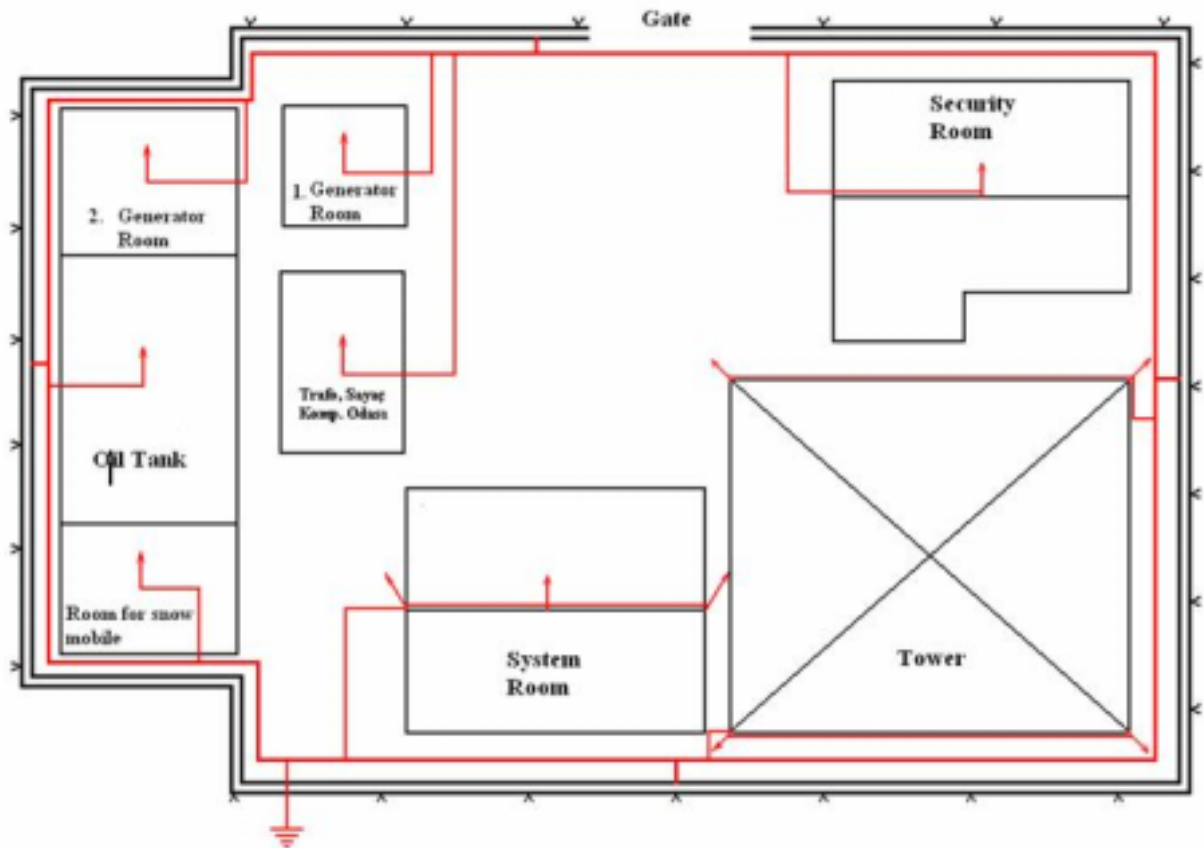 Gate
Security
Room
1. Generator
Room
2. Generator
Room
Trafo, Sayaç
Komp. Odası
Oil Tank
Room for snow
mobile
System
Room
Tower